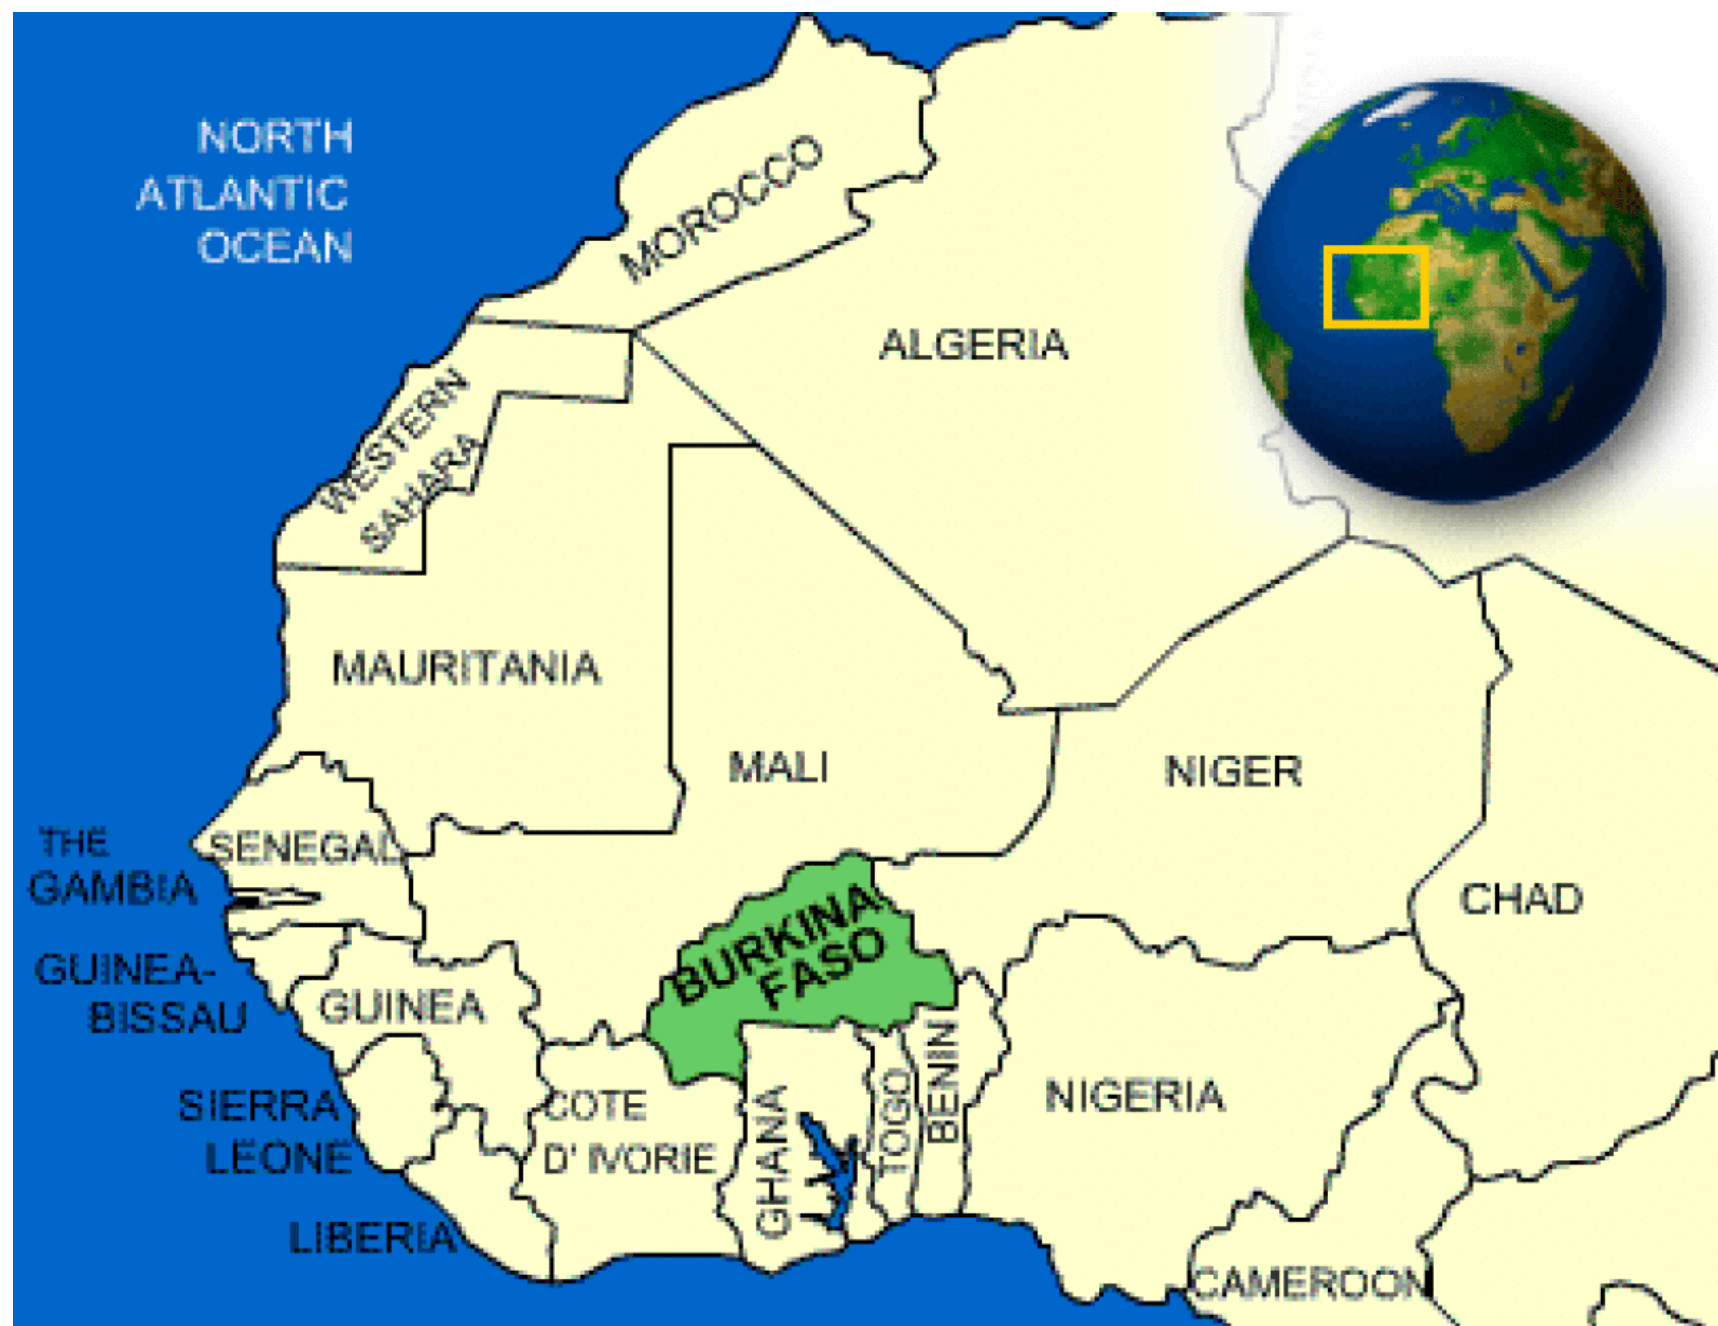 NORTH
ATLANTIC
OCEAN
MOROCCO
ALGERIA
WESTERN
SAHARA
MAURITANIA
MALI
NIGER
CHAD
THE
GAMBIA
SENEGAL
GUINEA-
BISSAU
GUINEA
BURKINA
FASO
SIERRA
LEONE
LIBERIA
COTE
D' IVORIE
GHANA
TOGO
BENIN
NIGERIA
CAMEROON